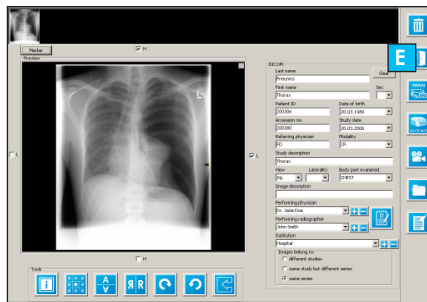 Marker
H
Preview
L
L
H
Tools
i
A
R R
E
DICOM
Last name
Clear
Pneumos
First name
Sex
Thorax
Patient ID
Date of birth
20.03.1980
Accession no.
Study date
200300
20.03.2006
Referring physician
Modality
CR
Study description
Thorax
View
Laterality
Body part examined
PA
CHEST
Image description
Performing physician
Dr. Jane Doe
Performing radiographer
John Smith
Institution
Hospital
Images belong to:
different studies
same study but different series
same series